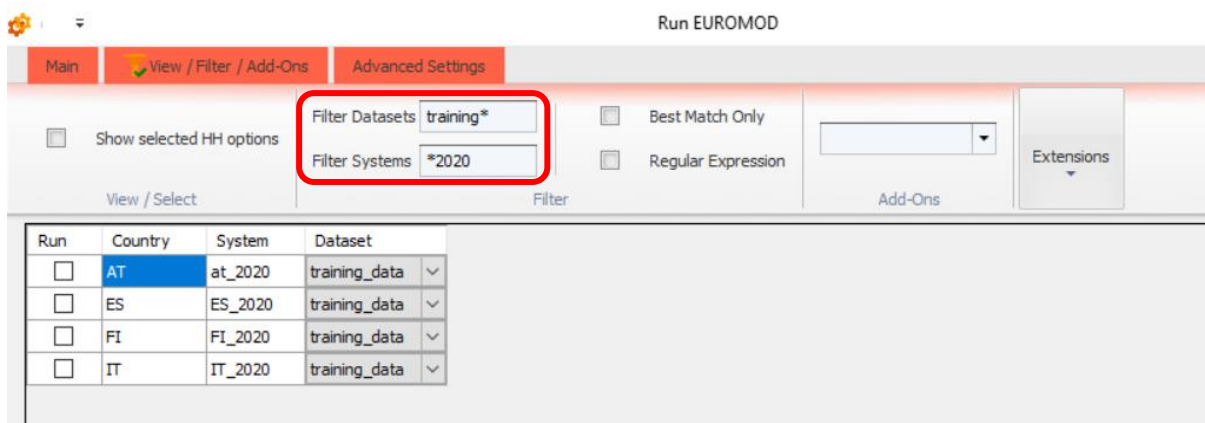 Run EUROMOD
Main View / Filter / Add-Ons Advanced Settings
Show selected HH options
Filter Datasets training*
Filter Systems *2020
Best Match Only
Regular Expression
Extensions
View / Select Filter Add-Ons
Run Country System Dataset
AT at_2020 training_data
ES ES_2020 training_data
FI FI_2020 training_data
IT IT_2020 training_data